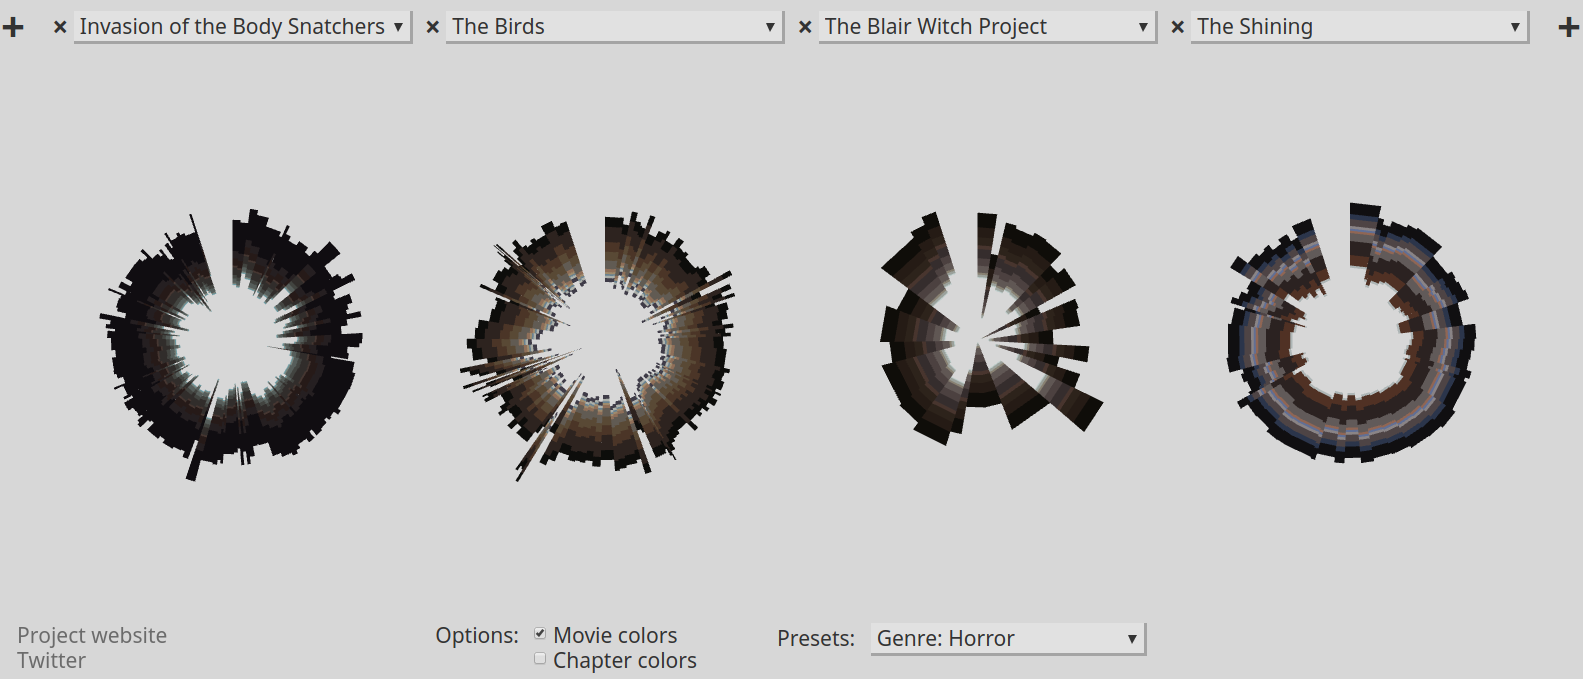 + × Invasion of the Body Snatchers ▼ × The Birds ▼ × The Blair Witch Project ▼ × The Shining ▼ +
Project website
Twitter
Options: ✔ Movie colors
Chapter colors
Presets: Genre: Horror ▼